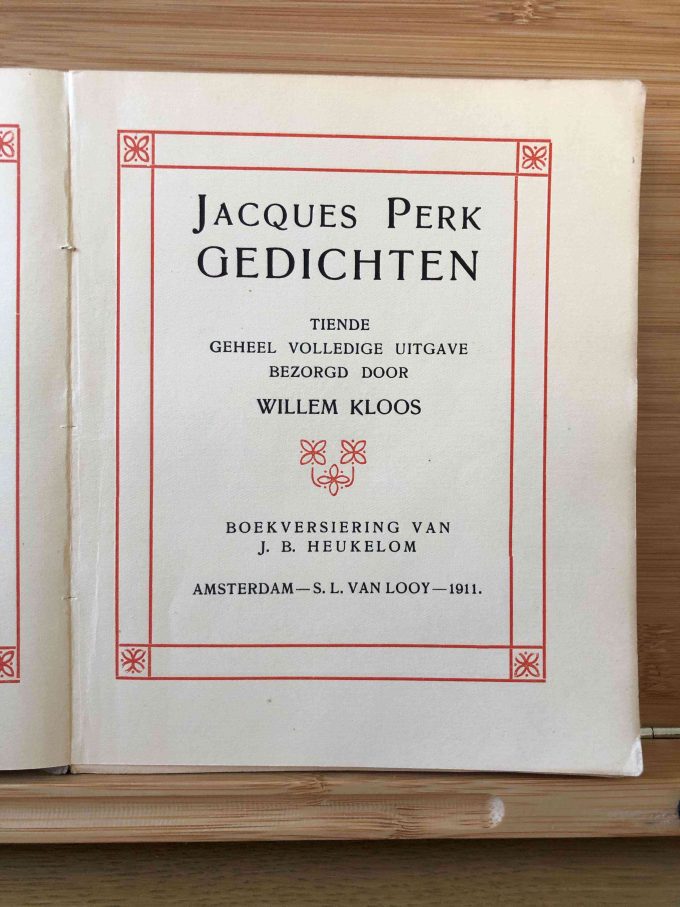 JACQUES PERK
GEDICHTEN
TIENDE
GEHEEL VOLLEDIGE UITGAVE
BEZORGD DOOR
WILLEM KLOOS
BOEKVERSIERING VAN
J. B. HEUKELOM
AMSTERDAM—S. L. VAN LOOY—1911.